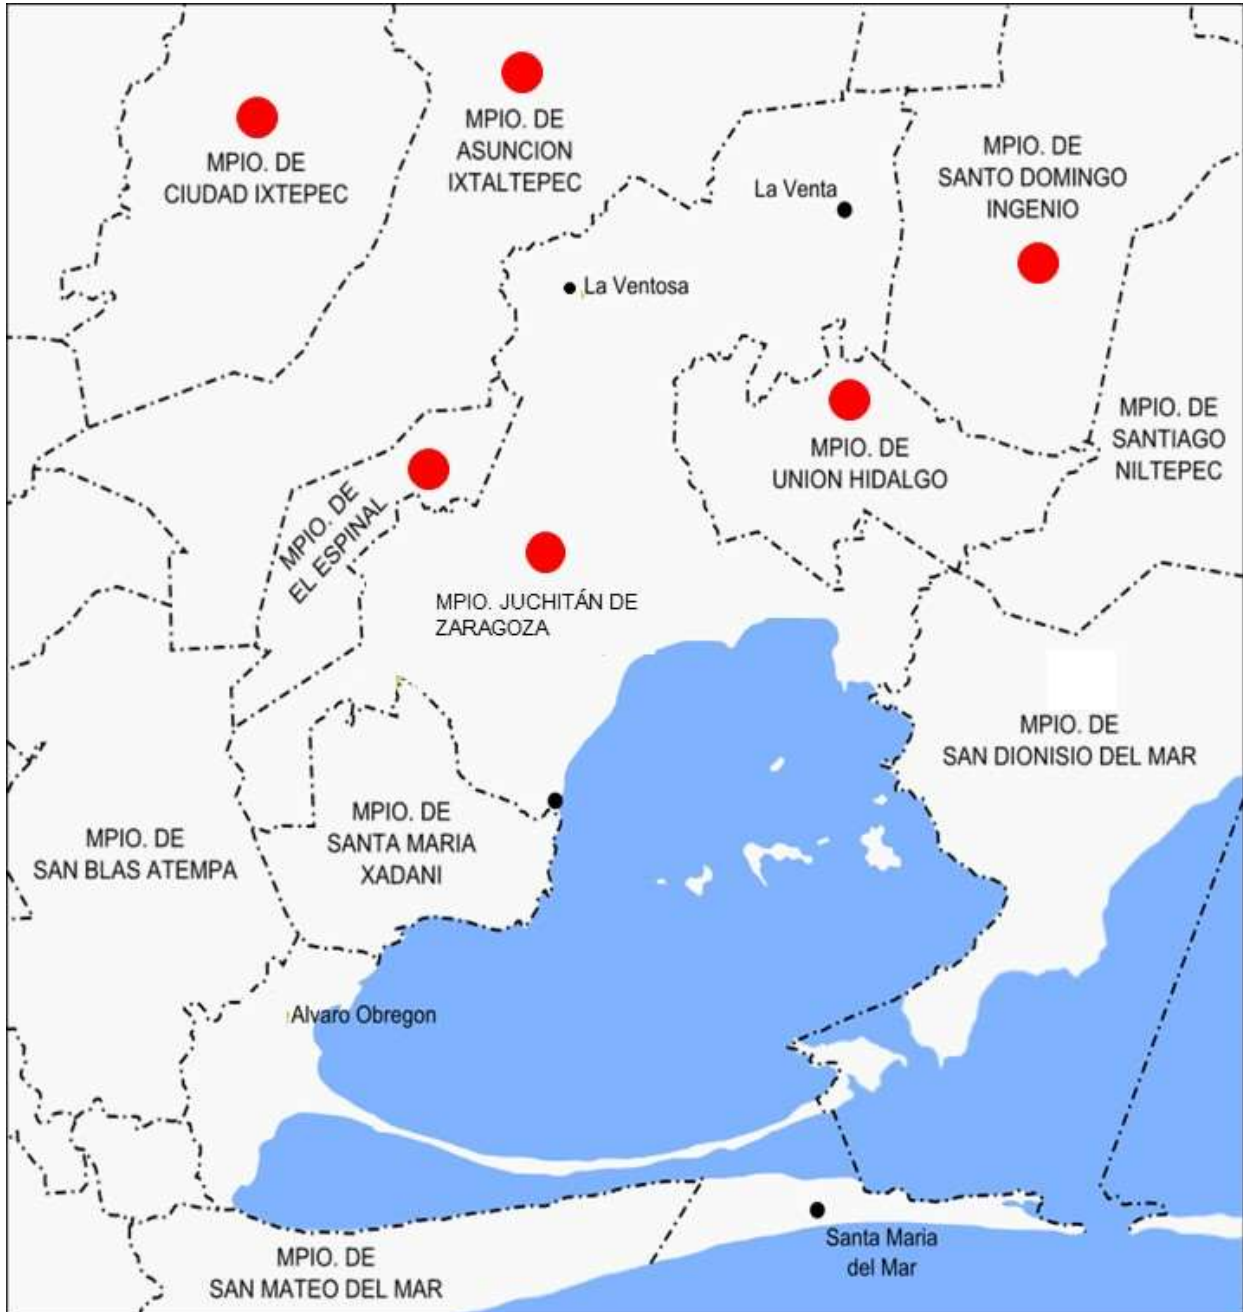 MPIO. DE
ASUNCION
IXTALTEPEC
MPIO. DE
CIUDAD IXTEPEC
MPIO. DE
SANTO DOMINGO
INGENIO
La Venta
La Ventosa
MPIO. DE
SANTIAGO
NILTEPEC
MPIO. DE
UNION HIDALGO
MPIO. DE
EL ESPINAL
MPIO. JUCHITÁN DE
ZARAGOZA
MPIO. DE
SAN DIONISIO DEL MAR
MPIO. DE
SANTA MARIA
XADANI
MPIO. DE
SAN BLAS ATEMPA
Alvaro Obregon
Santa Maria
del Mar
MPIO. DE
SAN MATEO DEL MAR